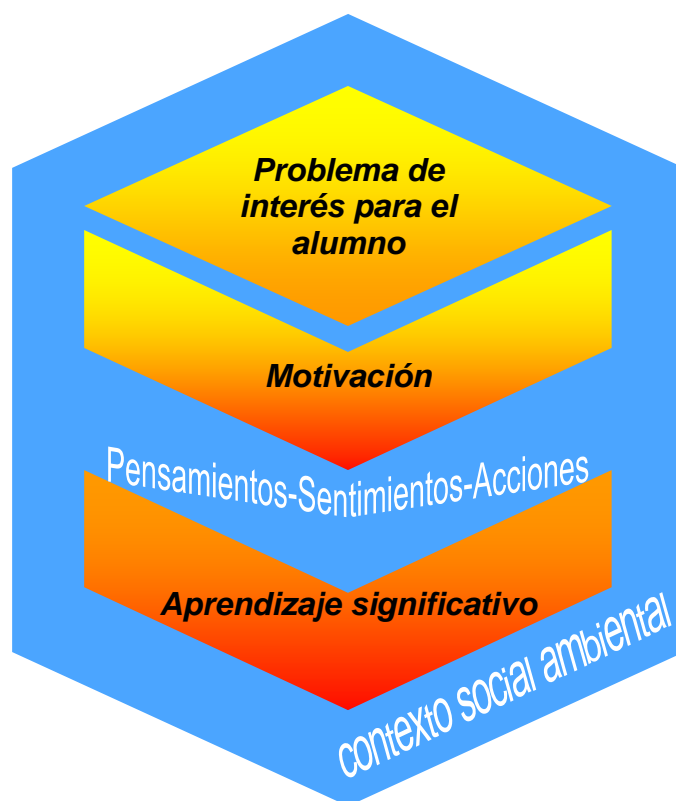 Problema de
interés para el
alumno
Motivación
Pensamientos-Sentimientos-Acciones
Aprendizaje significativo
contexto social ambiental